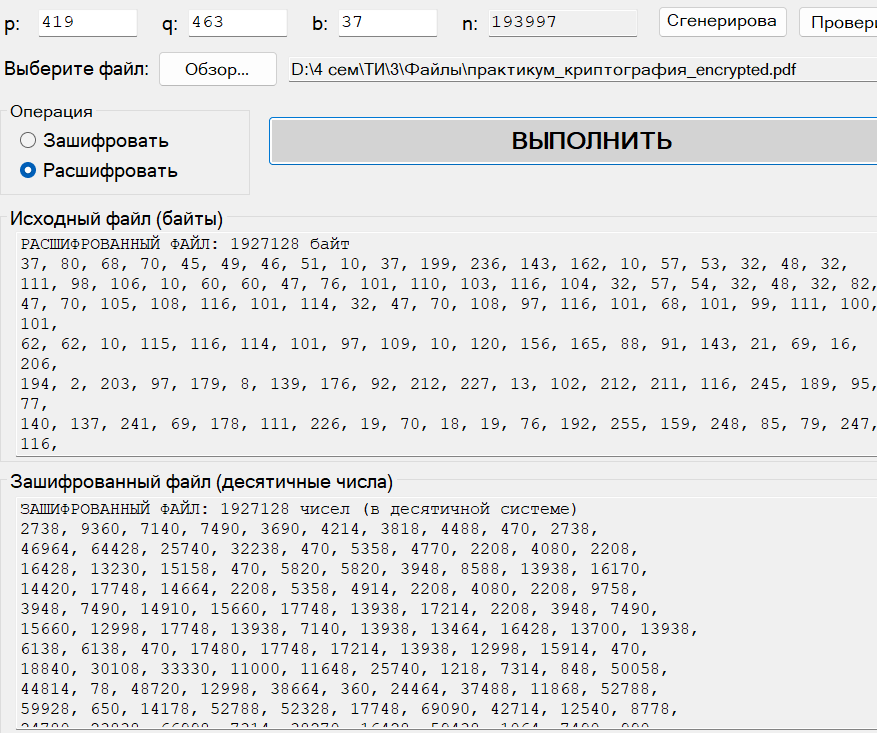 p: 419 q: 463 b: 37 n: 193997 Сгенерирова Провери
Выберите файл: Обзор... D:\4 сем\ТИ\3\Файлы\практикум_криптография_encrypted.pdf
Операция
Зашифровать
Расшифровать
ВЫПОЛНИТЬ
Исходный файл (байты)
РАСШИФРОВАННЫЙ ФАЙЛ: 1927128 байт
37, 80, 68, 70, 45, 49, 46, 51, 10, 37, 199, 236, 143, 162, 10, 57, 53, 32, 48, 32,
111, 98, 106, 10, 60, 60, 47, 76, 101, 110, 103, 116, 104, 32, 57, 54, 32, 48, 32, 82,
47, 70, 105, 108, 116, 101, 114, 32, 47, 70, 108, 97, 116, 101, 68, 101, 99, 111, 100,
101,
62, 62, 10, 115, 116, 114, 101, 97, 109, 10, 120, 156, 165, 88, 91, 143, 21, 69, 16,
206,
194, 2, 203, 97, 179, 8, 139, 176, 92, 212, 227, 13, 102, 212, 211, 116, 245, 189, 95,
77,
140, 137, 241, 69, 178, 111, 226, 19, 70, 18, 19, 76, 192, 255, 159, 248, 85, 79, 247,
116,
Зашифрованный файл (десятичные числа)
ЗАШИФРОВАННЫЙ ФАЙЛ: 1927128 чисел (в десятичной системе)
2738, 9360, 7140, 7490, 3690, 4214, 3818, 4488, 470, 2738,
46964, 64428, 25740, 32238, 470, 5358, 4770, 2208, 4080, 2208,
16428, 13230, 15158, 470, 5820, 5820, 3948, 8588, 13938, 16170,
14420, 17748, 14664, 2208, 5358, 4914, 2208, 4080, 2208, 9758,
3948, 7490, 14910, 15660, 17748, 13938, 17214, 2208, 3948, 7490,
15660, 12998, 17748, 13938, 7140, 13938, 13464, 16428, 13700, 13938,
6138, 6138, 470, 17480, 17748, 17214, 13938, 12998, 15914, 470,
18840, 30108, 33330, 11000, 11648, 25740, 1218, 7314, 848, 50058,
44814, 78, 48720, 12998, 38664, 360, 24464, 37488, 11868, 52788,
59928, 650, 14178, 52788, 52328, 17748, 69090, 42714, 12540, 8778,